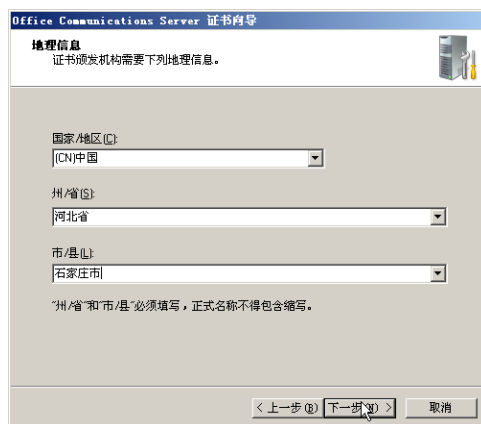 Office Communications Server 证书向导
地理信息
证书颁发机构需要下列地理信息。
国家/地区(C):
(CN)中国
州/省(S):
河北省
市/县(L):
石家庄市
“州/省”和“市/县”必须填写，正式名称不得包含缩写。
< 上一步(B) 下一步(N) > 取消